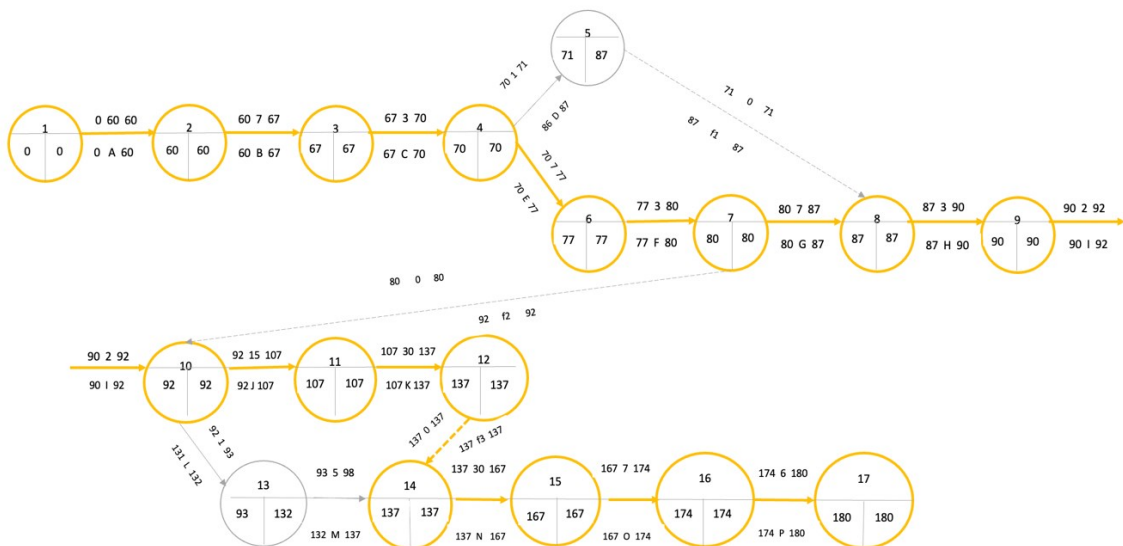 5
71 87
70 1 71
86 D 87
71 0 71
87 f1 87
1
0 0
0 60 60
0 A 60
2
60 60
60 7 67
60 B 67
3
67 67
67 3 70
67 C 70
4
70 70
70 7 77
70 E 77
6
77 77
77 3 80
77 F 80
7
80 80
80 7 87
80 G 87
8
87 87
87 3 90
87 H 90
9
90 90
90 2 92
90 I 92
80 0 80
92 f2 92
90 2 92
90 I 92
10
92 92
92 15 107
92 J 107
11
107 107
107 30 137
107 K 137
12
137 137
137 0 137
137 f3 137
92 1 93
131 L 132
13
93 132
93 5 98
132 M 137
14
137 137
137 30 167
137 N 167
15
167 167
167 7 174
167 O 174
16
174 174
174 6 180
174 P 180
17
180 180